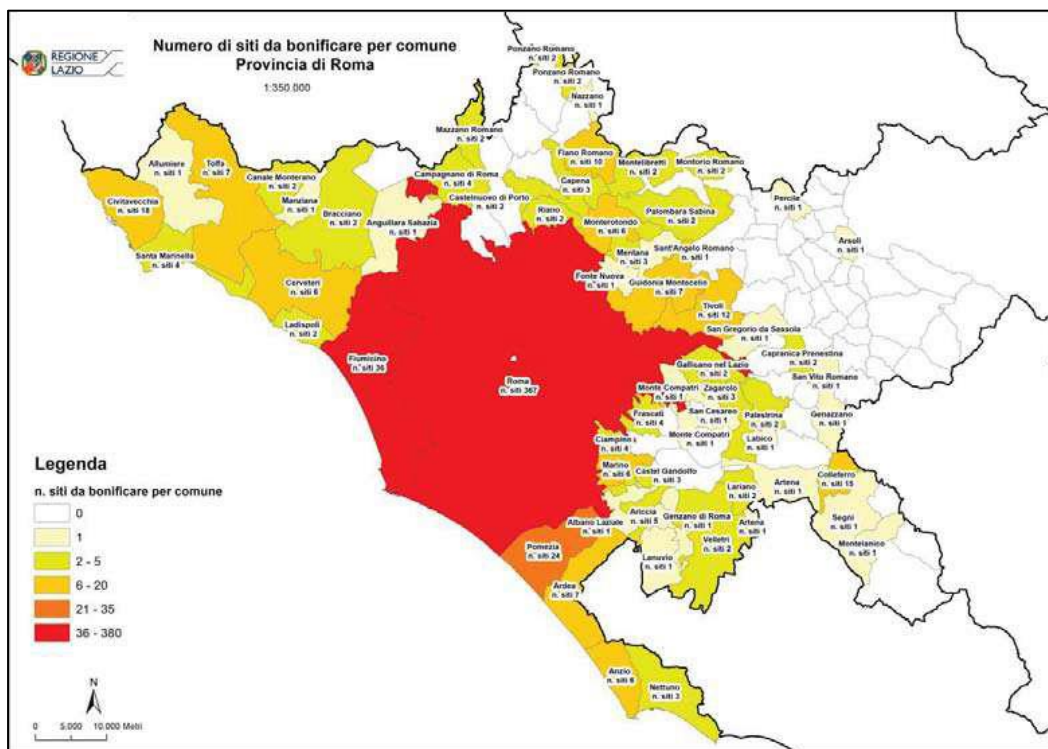 REGIONE
LAZIO
Numero di siti da bonificare per comune
Provincia di Roma
1:350.000
Ponzano Romano
n. siti 2
Ponzano Romano
n. siti 2
Nazzano
n. siti 1
Mazzano Romano
n. siti 2
Fiano Romano
n. siti 10
Montelibretti
n. siti 2
Montorio Romano
n. siti 2
Allumiere
n. siti 1
Tolfa
n. siti 7
Canale Monterano
n. siti 2
Manziana
n. siti 1
Campagnano di Roma
n. siti 4
Capena
n. siti 3
Castelnuovo di Porto
n. siti 2
Percile
n. siti 1
Civitavecchia
n. siti 18
Bracciano
n. siti 2
Anguillara Sabazia
n. siti 1
Riano
n. siti 2
Monterotondo
n. siti 6
Palombara Sabina
n. siti 2
Arsoli
n. siti 1
Santa Marinella
n. siti 4
Mentana
n. siti 3
Sant'Angelo Romano
n. siti 1
Cerveteri
n. siti 6
Fonte Nuova
n. siti 1
Guidonia Montecelio
n. siti 7
Tivoli
n. siti 12
Ladispoli
n. siti 2
San Gregorio da Sassola
n. siti 1
Fiumicino
n. siti 36
Roma
n. siti 367
Gallicano nel Lazio
n. siti 2
Capranica Prenestina
n. siti 2
San Vito Romano
n. siti 1
Monte Compatri
n. siti 1
Zagarolo
n. siti 3
Frascati
n. siti 4
San Cesareo
n. siti 1
Palestrina
n. siti 2
Genazzano
n. siti 1
Ciampino
n. siti 4
Monte Compatri
n. siti 1
Labico
n. siti 1
Marino
n. siti 6
Castel Gandolfo
n. siti 3
Colleferro
n. siti 15
Lariano
n. siti 2
Artena
n. siti 1
Ariccia
n. siti 5
Genzano di Roma
n. siti 1
Segni
n. siti 1
Albano Laziale
n. siti 1
Artena
n. siti 1
Velletri
n. siti 2
Montelanico
n. siti 1
Pomezia
n. siti 24
Lanuvio
n. siti 1
Ardea
n. siti 7
Anzio
Nettuno
n. siti 3
Legenda
n. siti da bonificare per comune
0
1
2 - 5
6 - 20
21 - 35
36 - 380
N
0 5.000 10.000 Metri